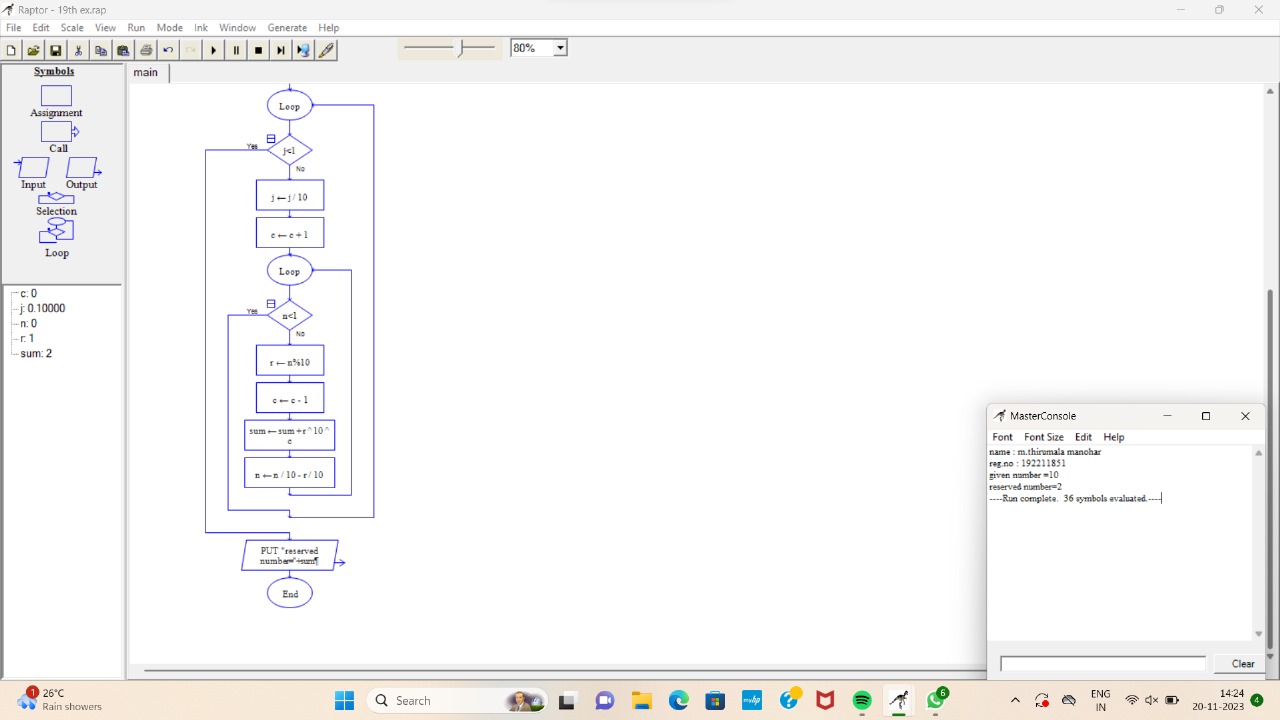 Raptor - 19th ex.rap
File Edit Scale View Run Mode Ink Window Generate Help
80%
Symbols
main
Assignment
Call
Input Output
Selection
Loop
c: 0
j: 0.10000
n: 0
r: 1
sum: 2
Loop
Yes
j<1
No
j ← j / 10
c ← c + 1
Loop
Yes
n<1
No
r ← n%10
c ← c - 1
sum ← sum+r^10^
c
n ← n / 10 - r / 10
PUT "reserved
number="+sum¶
End
MasterConsole
Font Font Size Edit Help
name : m.thirumala manohar
reg.no : 192211851
given number =10
reserved number=2
----Run complete. 36 symbols evaluated.----
Clear
1
26°C
Rain showers
Search
myhp
6
ENG
IN
14:24
20-11-2023
4